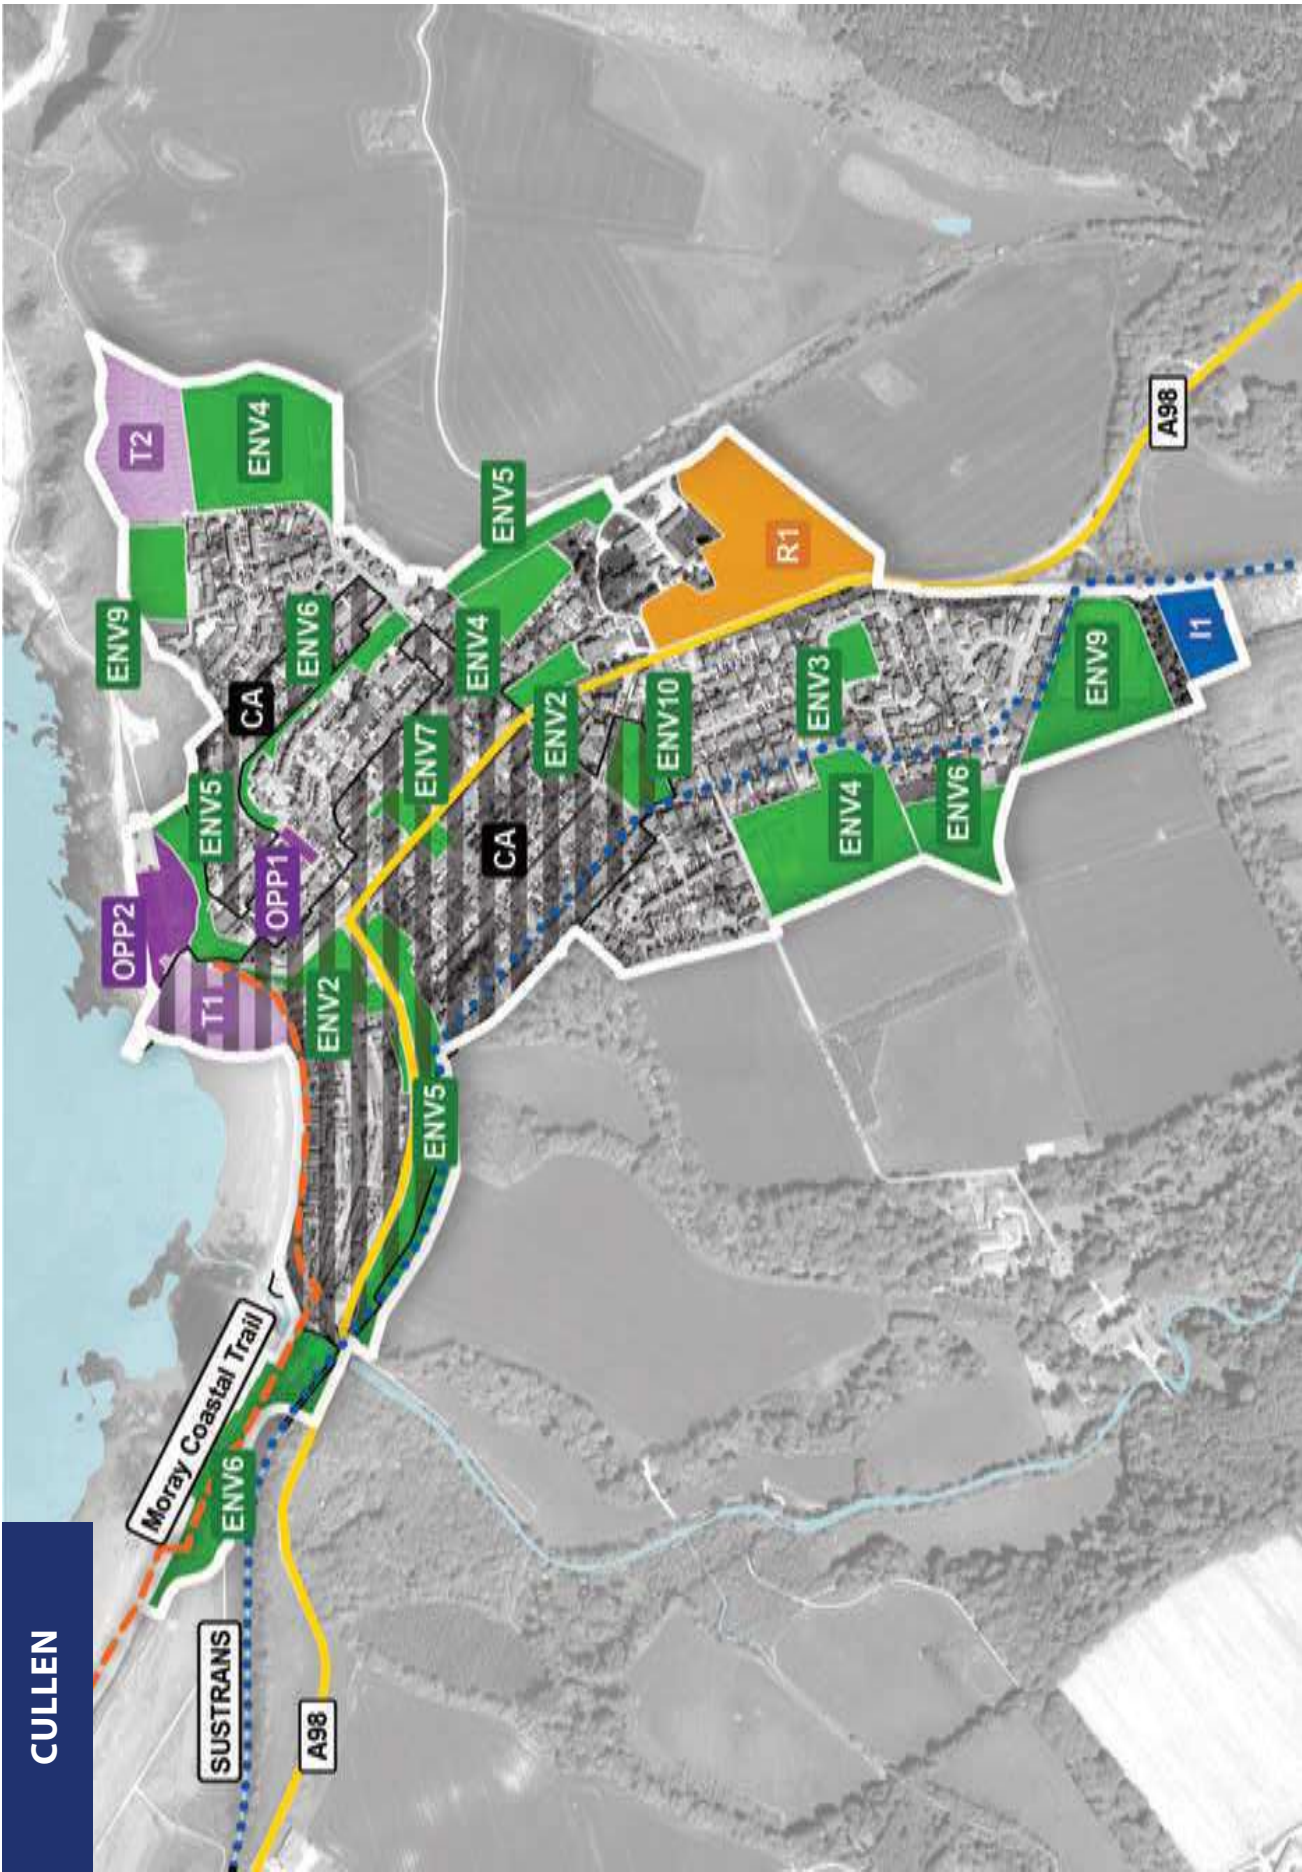 CULLEN
SUSTRANS
A98
Moray Coastal Trail
ENV6
ENV5
ENV2
T1
OPP2
OPP1
ENV5
CA
CA
ENV7
ENV9
ENV6
ENV4
ENV2
ENV10
ENV3
ENV4
ENV6
ENV9
I1
T2
ENV4
ENV5
R1
A98